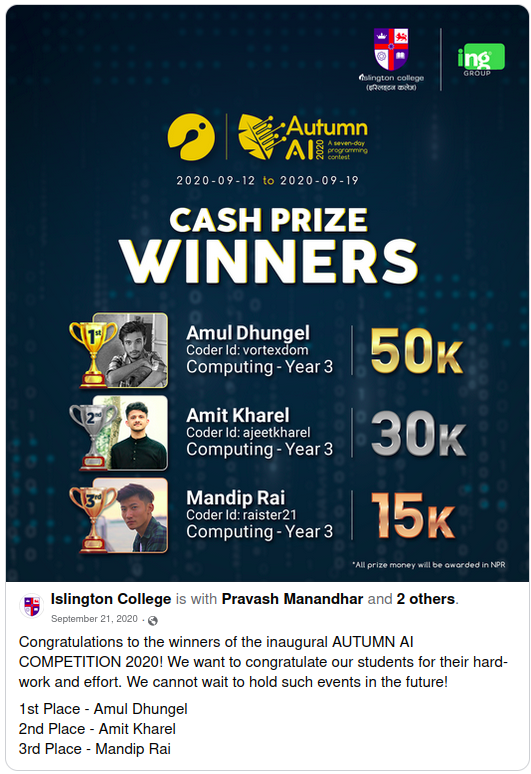 islington college
(इस्लिङ्टन कलेज)
ing
GROUP
Autumn
AI 2020 A seven-day
programming
contest
2020-09-12 to 2020-09-19
CASH PRIZE
WINNERS
1st
Amul Dhungel
Coder Id: vortexdom
Computing - Year 3
50K
2nd
Amit Kharel
Coder Id: ajeetkharel
Computing - Year 3
30K
3rd
Mandip Rai
Coder Id: raister21
Computing - Year 3
15K
*All prize money will be awarded in NPR
Islington College is with Pravash Manandhar and 2 others.
September 21, 2020 ·
Congratulations to the winners of the inaugural AUTUMN AI
COMPETITION 2020! We want to congratulate our students for their hard-
work and effort. We cannot wait to hold such events in the future!
1st Place - Amul Dhungel
2nd Place - Amit Kharel
3rd Place - Mandip Rai